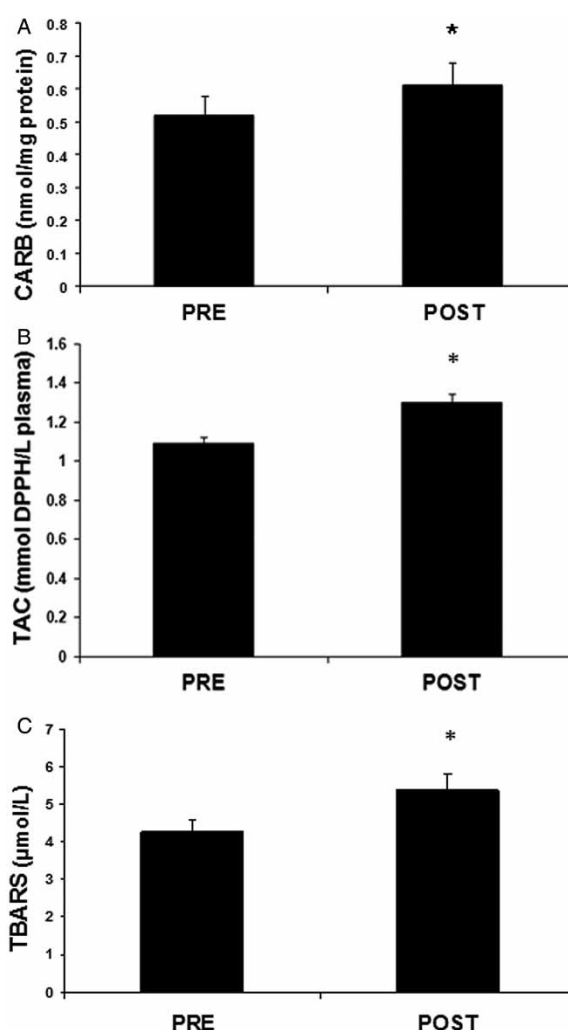 A
CARB (nmol/mg protein)
0.8
0.7
0.6
0.5
0.4
0.3
0.2
0.1
0
*
PRE
POST
B
TAC (mmol DPPH/L plasma)
1.6
1.4
1.2
1
0.8
0.6
0.4
0.2
0
*
PRE
POST
C
TBARS (μmol/L)
7
6
5
4
3
2
1
0
*
PRE
POST